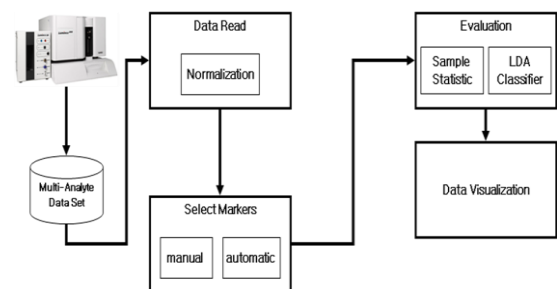 Data Read
Normalization
Multi-Analyte
Data Set
Select Markers
manual
automatic
Evaluation
Sample
Statistic
LDA
Classifier
Data Visualization